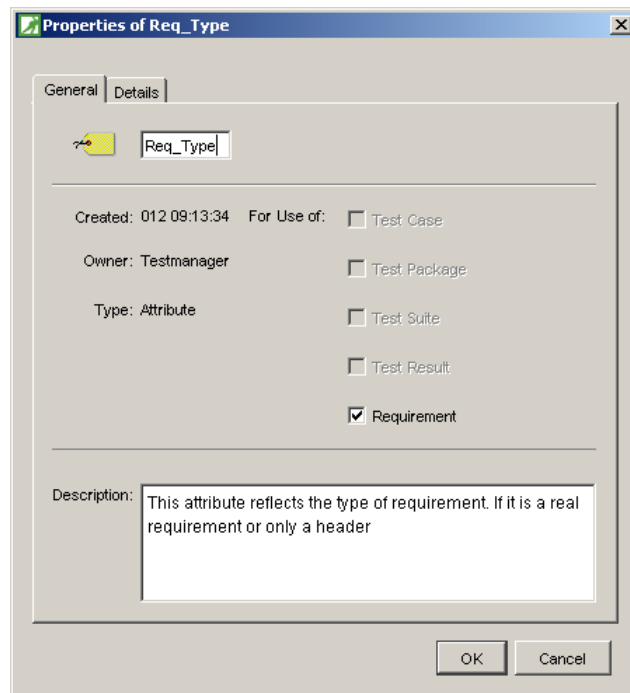 Properties of Req_Type
General Details
Req_Type
Created: 012 09:13:34 For Use of: Test Case
Owner: Testmanager Test Package
Type: Attribute Test Suite
Test Result
Requirement
Description: This attribute reflects the type of requirement. If it is a real
requirement or only a header
OK Cancel